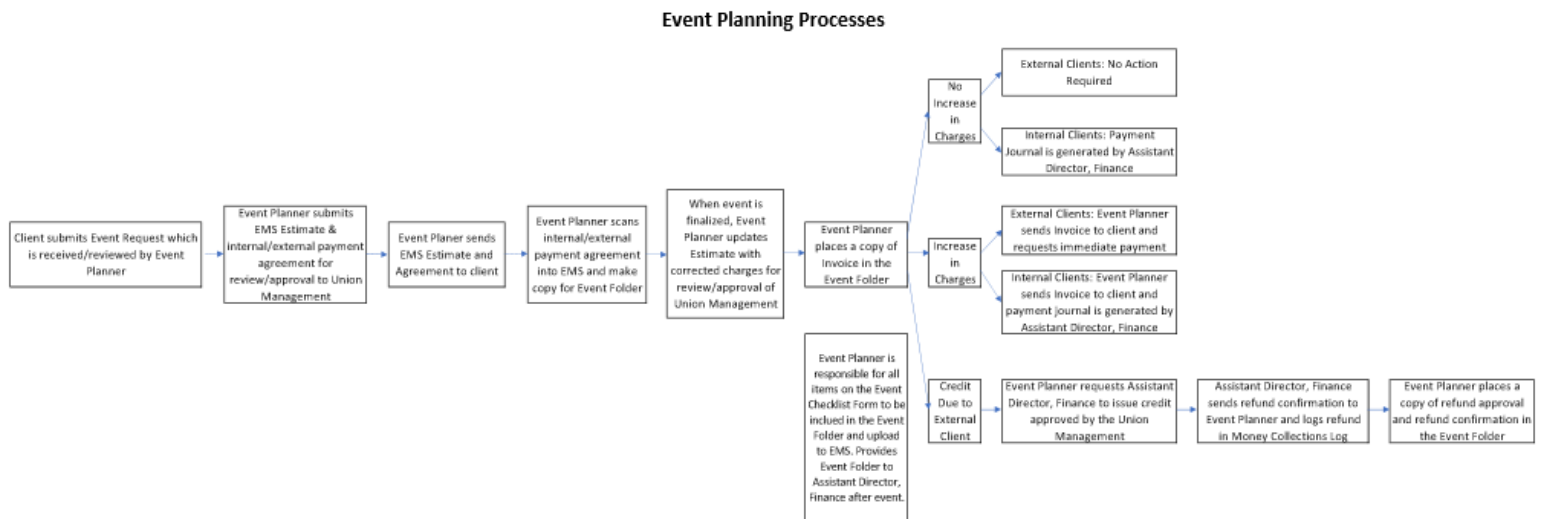 Event Planning Processes
Client submits Event Request which
is received/reviewed by Event
Planner
Event Planner submits
EMS Estimate &
internal/external payment
agreement for
review/approval to Union
Management
Event Planer sends
EMS Estimate and
Agreement to client
Event Planner scans
internal/external
payment agreement
into EMS and make
copy for Event Folder
When event is
finalized, Event
Planner updates
Estimate with
corrected charges for
review/approval of
Union Management
Event Planner
places a copy of
Invoice in the
Event Folder
No
Increase
in
Charges
External Clients: No Action
Required
Internal Clients: Payment
Journal is generated by Assistant
Director, Finance
Increase
in
Charges
External Clients: Event Planner
sends Invoice to client and
requests immediate payment
Internal Clients: Event Planner
sends Invoice to client and
payment journal is generated by
Assistant Director, Finance
Credit
Due to
External
Client
Event Planner requests Assistant
Director, Finance to issue credit
approved by the Union
Management
Assistant Director, Finance
sends refund confirmation to
Event Planner and logs refund
in Money Collections Log
Event Planner places a
copy of refund approval
and refund confirmation in
the Event Folder
Event Planner is
responsible for all
items on the Event
Checklist Form to be
inclued in the Event
Folder and upload
to EMS. Provides
Event Folder to
Assistant Director,
Finance after event.